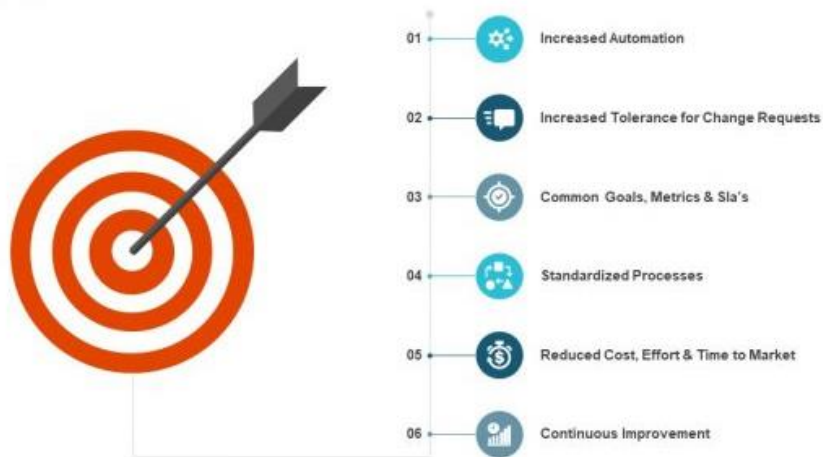 01 Increased Automation
02 Increased Tolerance for Change Requests
03 Common Goals, Metrics & Sla's
04 Standardized Processes
05 Reduced Cost, Effort & Time to Market
06 Continuous Improvement